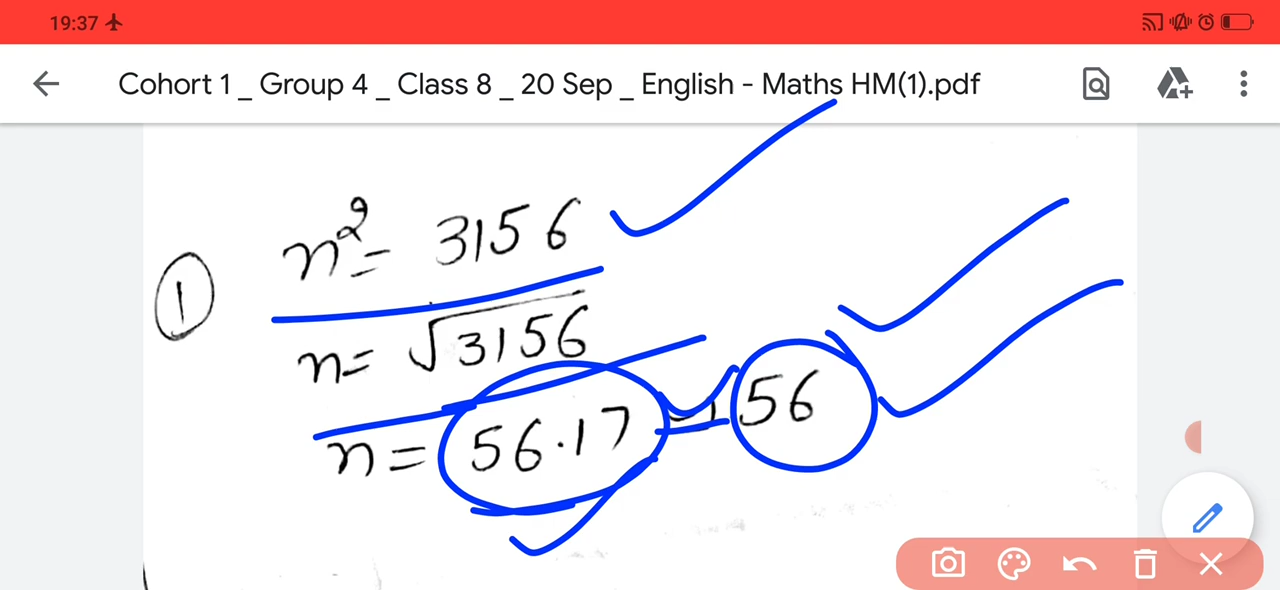 19:37
Cohort 1 _ Group 4 _ Class 8 _ 20 Sep _ English - Maths HM(1).pdf
① n² = 3156
n = √3156
n = 56.17 56